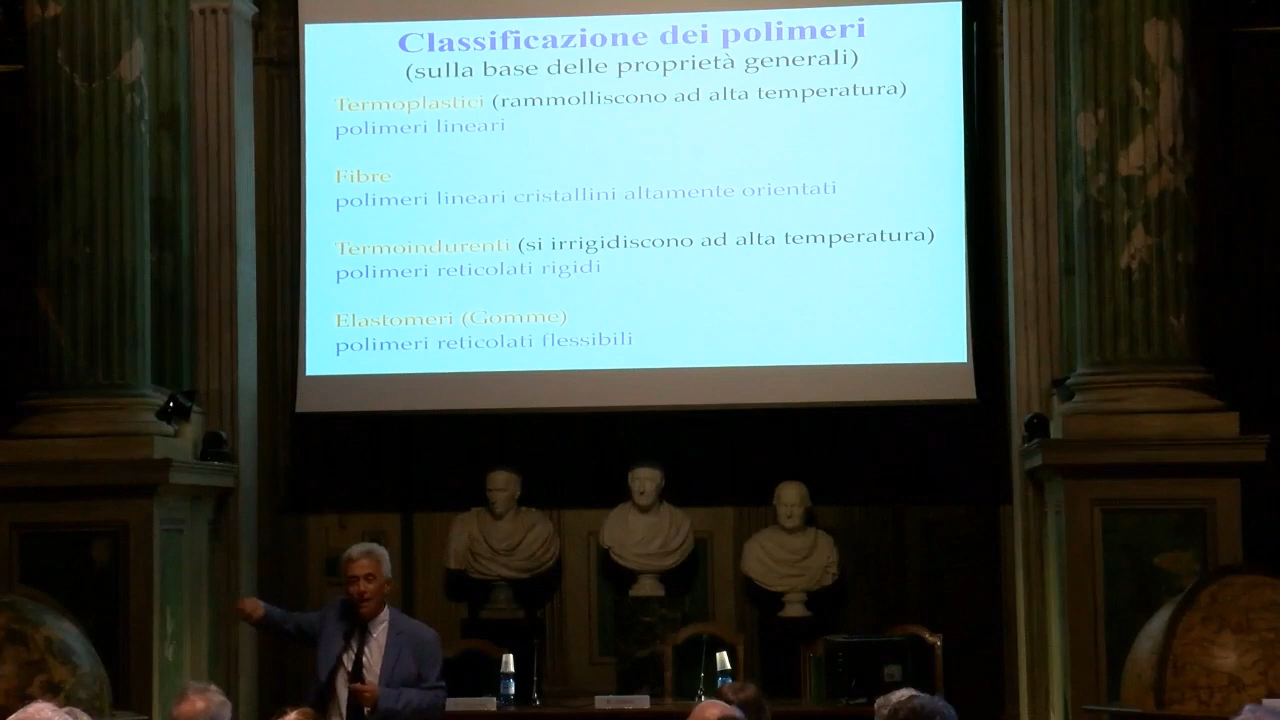 Classificazione dei polimeri
(sulla base delle proprietà generali)
Termoplastici (rammolliscono ad alta temperatura)
polimeri lineari
Fibre
polimeri lineari cristallini altamente orientati
Termoindurenti (si irrigidiscono ad alta temperatura)
polimeri reticolati rigidi
Elastomeri (Gomme)
polimeri reticolati flessibili